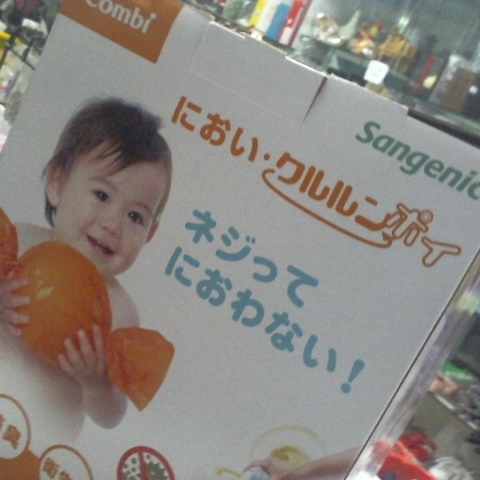 Combi
Sangenic
におい・クルルンポイ
ネジって
におわない！